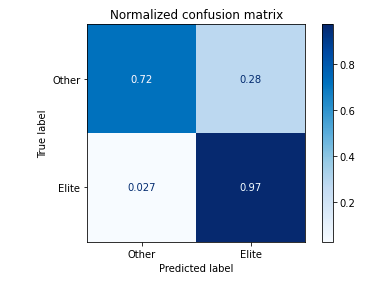 Normalized confusion matrix
True label
Other
0.72
0.28
Elite
0.027
0.97
Other
Elite
Predicted label
0.8
0.6
0.4
0.2